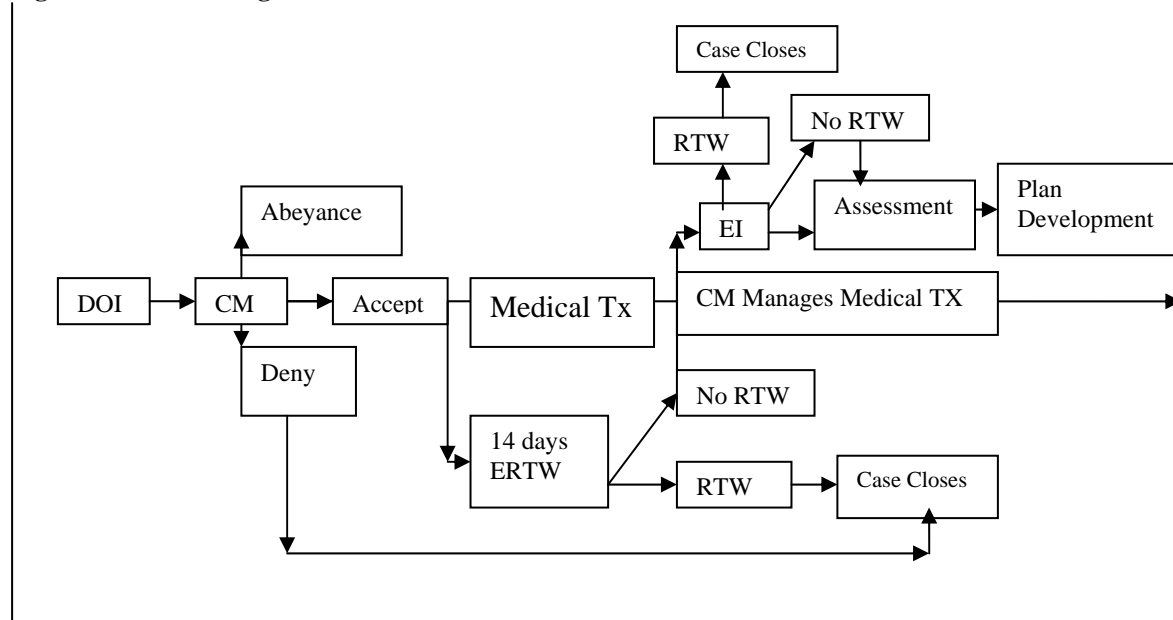 Case Closes
RTW
No RTW
Abeyance
EI
Assessment
Plan
Development
DOI
CM
Accept
Medical Tx
CM Manages Medical TX
Deny
No RTW
14 days
ERTW
RTW
Case Closes